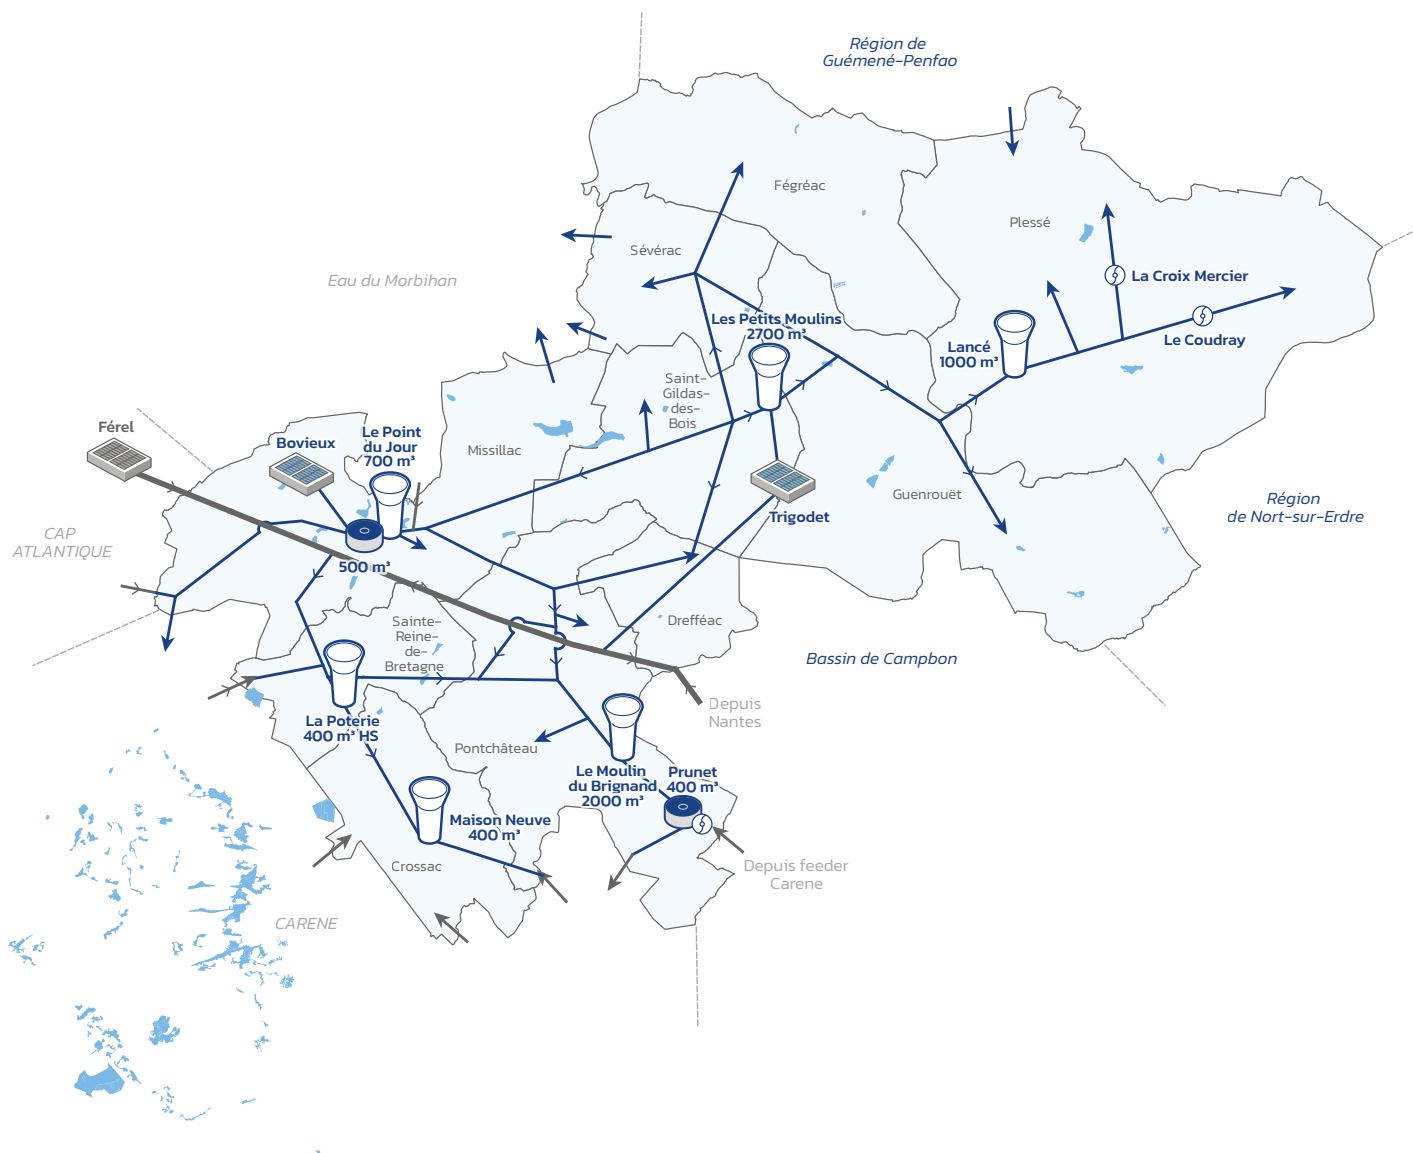 Région de
Guémené-Penfao
Fégréac
Plessé
Sévérac
Eau du Morbihan
La Croix Mercier
Les Petits Moulins
2700 m³
Le Coudray
Lancé
1000 m³
Saint-
Gildas-
des-
Bois
Férel
Bovieux
Le Point
du Jour
700 m³
Missillac
Guenrouët
Région
de Nort-sur-Erdre
Trigodet
CAP
ATLANTIQUE
500 m³
Sainte-
Reine-
de-
Bretagne
Drefféac
Bassin de Campbon
Depuis
Nantes
La Poterie
400 m³ HS
Pontchâteau
Le Moulin
du Brignand
2000 m³
Prunet
400 m³
Maison Neuve
400 m³
Crossac
Depuis feeder
Carene
CARENE